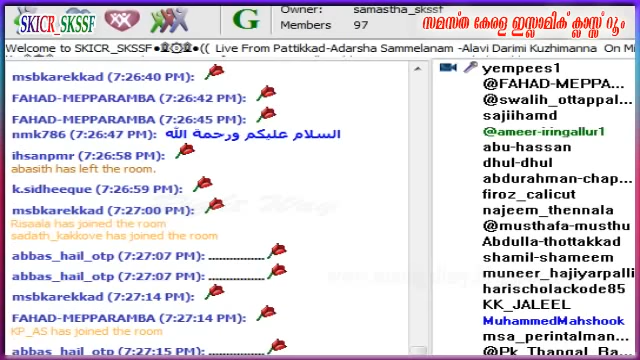 SKICR_SKSSF
G
Owner: samastha_skssf
Members 97
സമസ്ത കേരള ഇസ്ലാമിക് ക്ലാസ്സ് റൂം
Welcome to SKICR_SKSSF Live From Pattikkad-Adarsha Sammelanam -Alavi Darimi Kuzhimanna On Mi
msbkarekkad (7:26:40 PM):
FAHAD-MEPPARAMBA (7:26:42 PM):
FAHAD-MEPPARAMBA (7:26:45 PM):
nmk786 (7:26:47 PM): السلام عليكم ورحمة الله
ihsanpmr (7:26:58 PM):
abasith has left the room.
k.sidheeque (7:26:59 PM):
msbkarekkad (7:27:00 PM):
Risaala has joined the room
sadath_kakkove has joined the room
abbas_hail_otp (7:27:07 PM): ................
abbas_hail_otp (7:27:07 PM): ................
msbkarekkad (7:27:14 PM):
FAHAD-MEPPARAMBA (7:27:14 PM):
KP_AS has joined the room
abbas_hail_otp (7:27:15 PM): ................
yempees1
@FAHAD-MEPPA...
@swalih_ottappal...
sajiihamd
@ameer-iringallur1
abu-hassan
dhul-dhul
abdurahman-chap...
firoz_calicut
najeem_thennala
@musthafa-musthu
Abdulla-thottakkad
shamil-shameem
muneer_hajiyarpalli
harischolackode85
KK_JALEEL
MuhammedMahshook
msa_perintalman...
@Pk_Thangal_Ra...